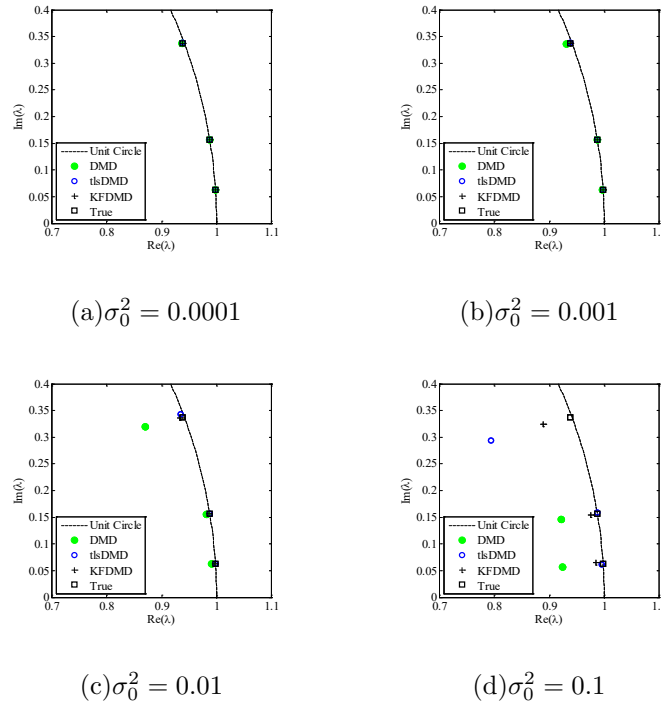 0.4
0.35
0.3
0.25
0.2
0.15
0.1
0.05
0
Im(λ)
Unit Circle
DMD
tlsDMD
KFDMD
True
0.7 0.8 0.9 1 1.1
Re(λ)
(a)σ₀² = 0.0001
0.4
0.35
0.3
0.25
0.2
0.15
0.1
0.05
0
Im(λ)
Unit Circle
DMD
tlsDMD
KFDMD
True
0.7 0.8 0.9 1 1.
Re(λ)
(b)σ₀² = 0.001
0.4
0.35
0.3
0.25
0.2
0.15
0.1
0.05
0
Im(λ)
Unit Circle
DMD
tlsDMD
KFDMD
True
0.7 0.8 0.9 1 1.1
Re(λ)
(c)σ₀² = 0.01
0.4
0.35
0.3
0.25
0.2
0.15
0.1
0.05
0
Im(λ)
Unit Circle
DMD
tlsDMD
KFDMD
True
0.7 0.8 0.9 1 1.
Re(λ)
(d)σ₀² = 0.1